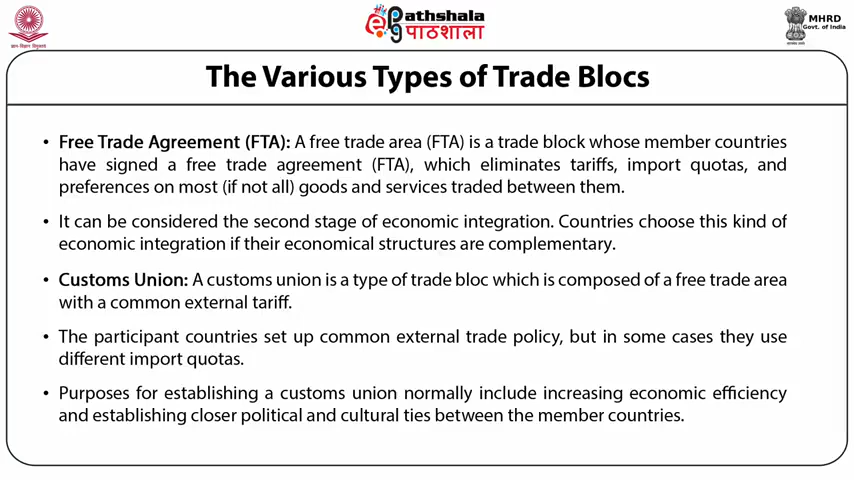 ज्ञान-विज्ञान विमुक्तये
Pathshala
पाठशाला
MHRD
Govt. of India
सत्यमेव जयते
The Various Types of Trade Blocs
• Free Trade Agreement (FTA): A free trade area (FTA) is a trade block whose member countries
have signed a free trade agreement (FTA), which eliminates tariffs, import quotas, and
preferences on most (if not all) goods and services traded between them.
• It can be considered the second stage of economic integration. Countries choose this kind of
economic integration if their economical structures are complementary.
• Customs Union: A customs union is a type of trade bloc which is composed of a free trade area
with a common external tariff.
• The participant countries set up common external trade policy, but in some cases they use
different import quotas.
• Purposes for establishing a customs union normally include increasing economic efficiency
and establishing closer political and cultural ties between the member countries.